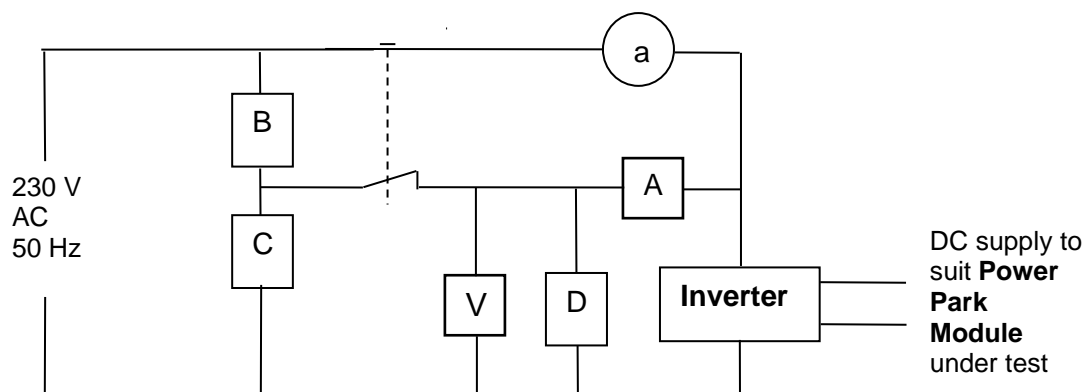 a
B
230 V
AC
50 Hz
A
C
DC supply to
suit Power
Park
Module
under test
Inverter
V
D